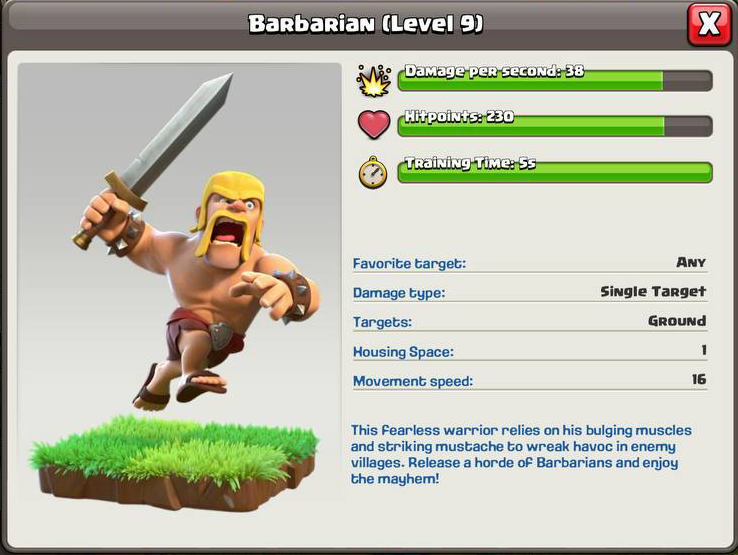 Barbarian (Level 9)
X
Damage per second: 38
Hitpoints: 230
Training Time: 5s
Favorite target: Any
Damage type: Single Target
Targets: Ground
Housing Space: 1
Movement speed: 16
This fearless warrior relies on his bulging muscles
and striking mustache to wreak havoc in enemy
villages. Release a horde of Barbarians and enjoy
the mayhem!